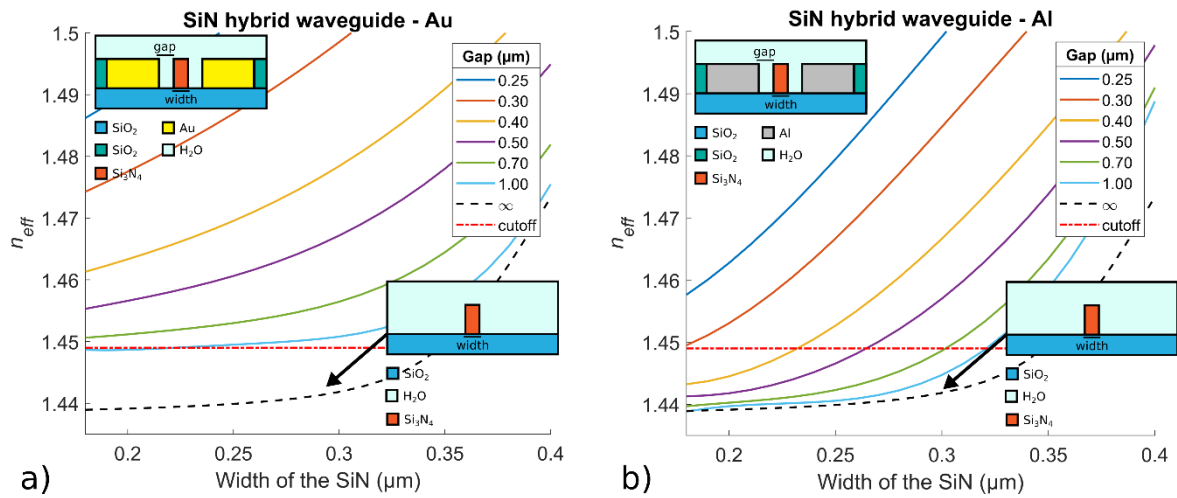 SiN hybrid waveguide - Au
1.5
1.49
1.48
1.47
1.46
1.45
1.44
n_eff
gap
width
SiO₂
Au
SiO₂
H₂O
Si₃N₄
Gap (µm)
0.25
0.30
0.40
0.50
0.70
1.00
∞
cutoff
width
SiO₂
H₂O
Si₃N₄
0.2
0.25
0.3
0.35
0.4
Width of the SiN (µm)
a)
SiN hybrid waveguide - Al
1.5
1.49
1.48
1.47
1.46
1.45
1.44
n_eff
gap
width
SiO₂
Al
SiO₂
H₂O
Si₃N₄
Gap (µm)
0.25
0.30
0.40
0.50
0.70
1.00
∞
cutoff
width
SiO₂
H₂O
Si₃N₄
0.2
0.25
0.3
0.35
0.4
Width of the SiN (µm)
b)